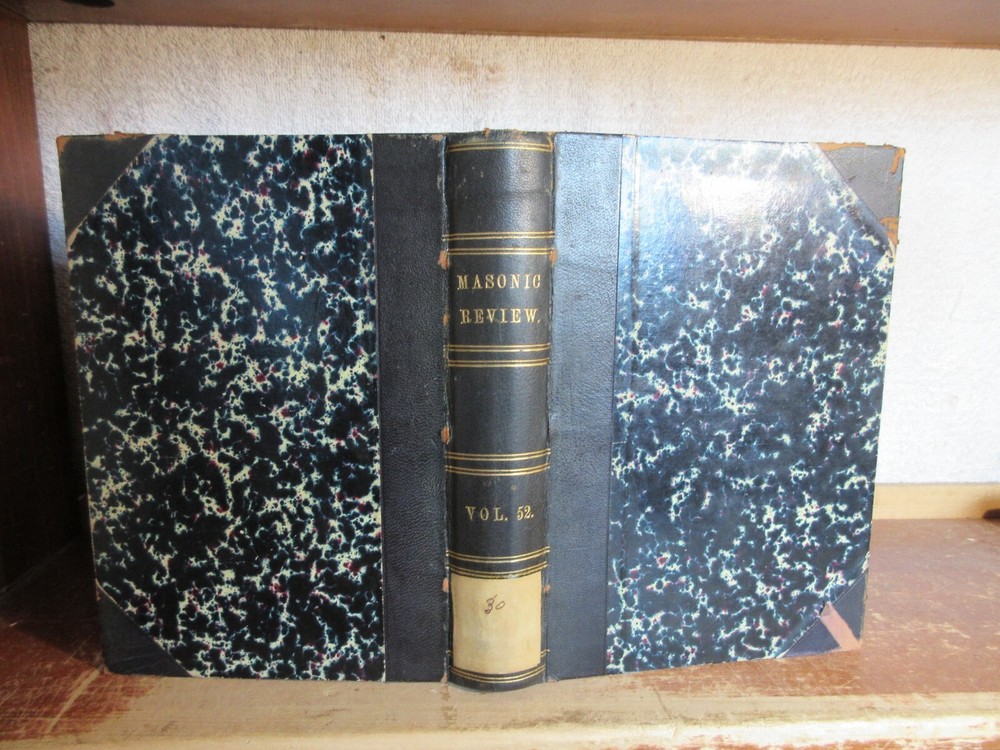 MASONIC
REVIEW.
VOL. 52.
30